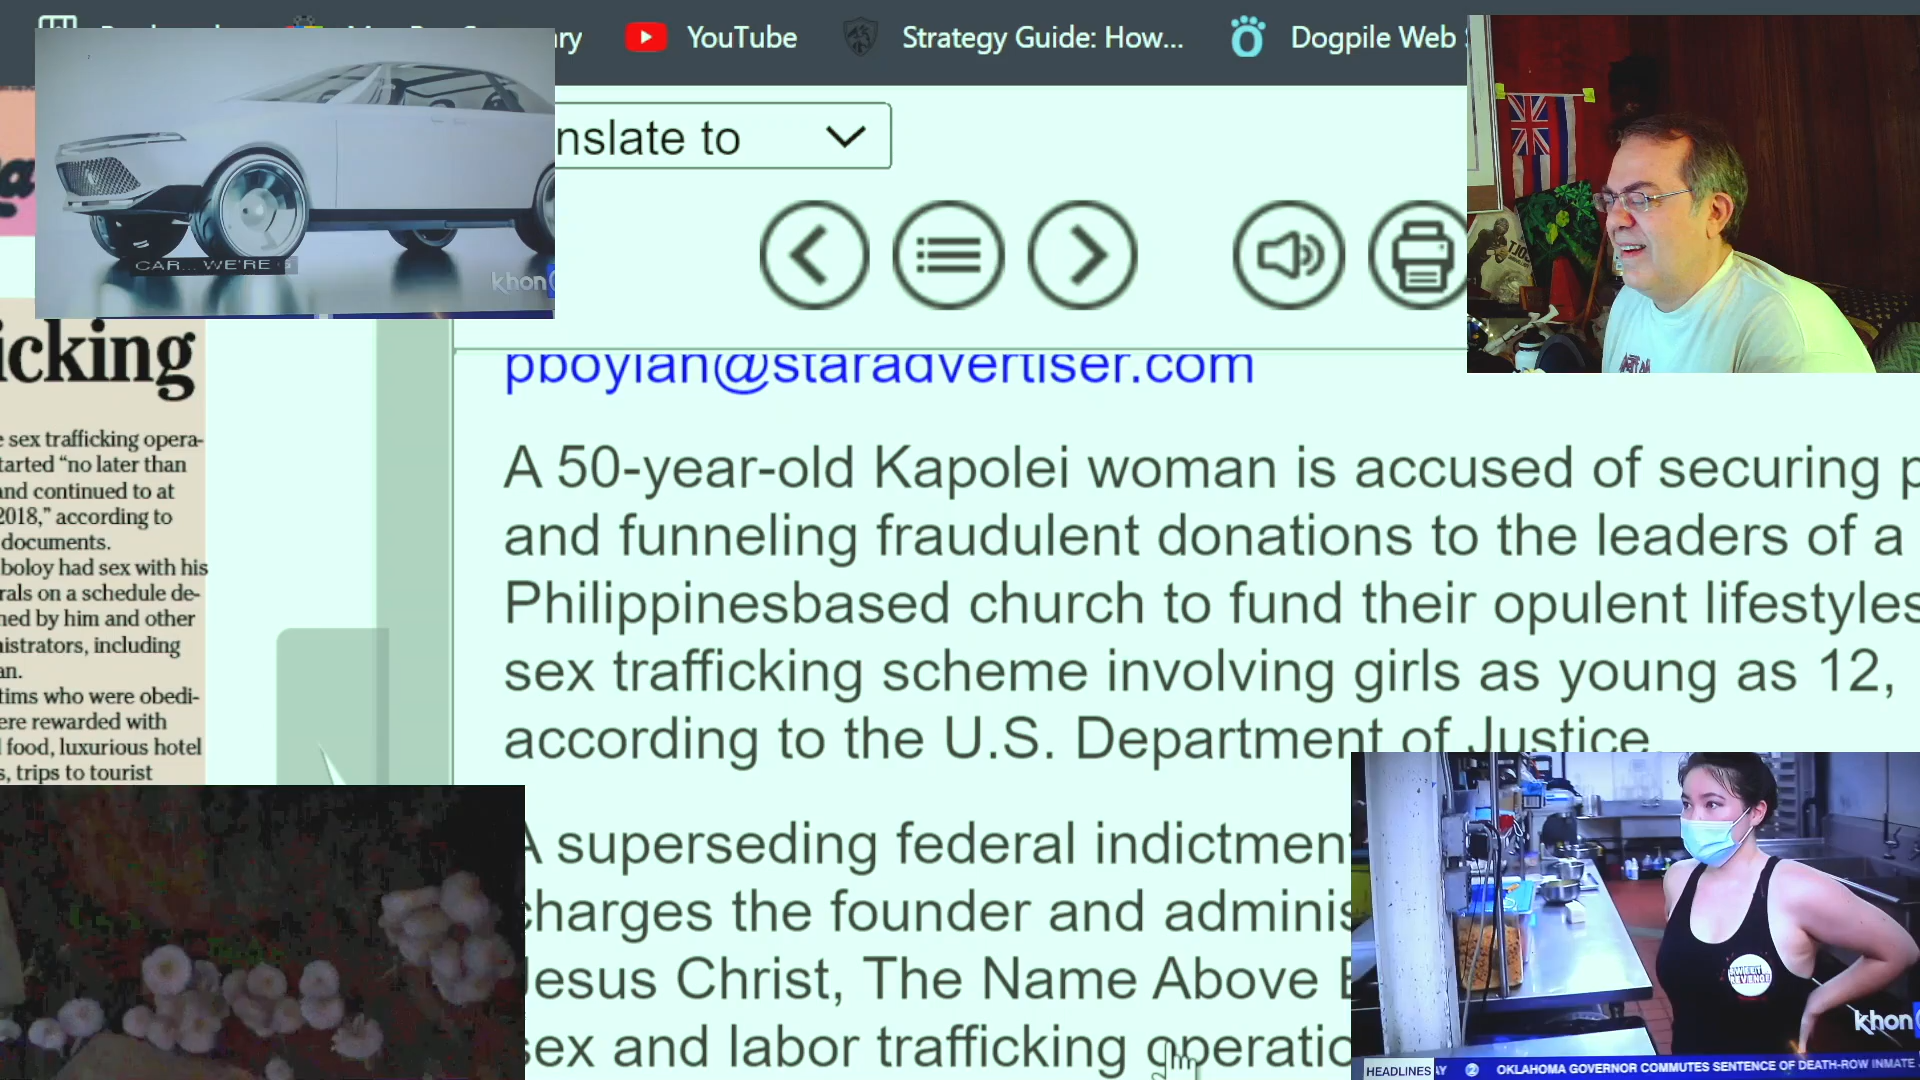 YouTube
Strategy Guide: How...
Dogpile Web
nslate to
CAR... WE'RE
khon
icking
pboylan@staradvertiser.com
A 50-year-old Kapolei woman is accused of securing p
and funneling fraudulent donations to the leaders of a
Philippinesbased church to fund their opulent lifestyles
sex trafficking scheme involving girls as young as 12,
according to the U.S. Department of Justice.
A superseding federal indictmen
charges the founder and adminis
Jesus Christ, The Name Above E
sex and labor trafficking operatio
e sex trafficking opera-
tarted “no later than
and continued to at
2018,” according to
documents.
boloy had sex with his
rals on a schedule de-
ned by him and other
istrators, including
an.
tims who were obedi-
ere rewarded with
food, luxurious hotel
s, trips to tourist
SWEET
REVENGE
khon
HEADLINES AY 2 OKLAHOMA GOVERNOR COMMUTES SENTENCE OF DEATH-ROW INMATE